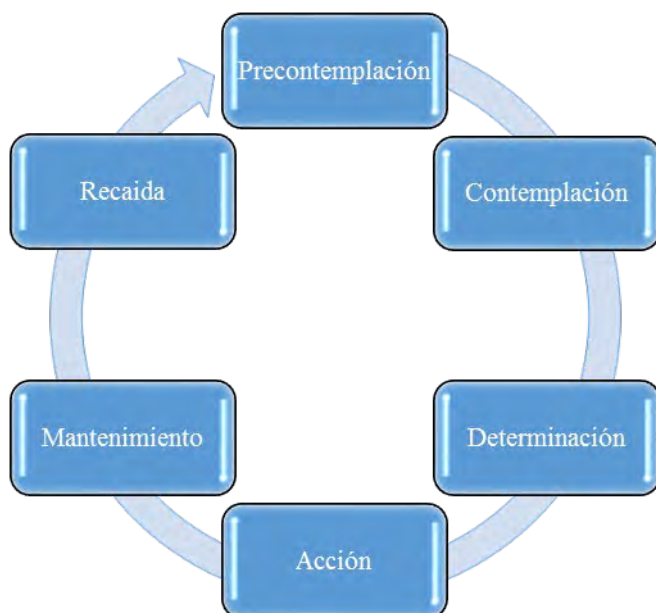 Precontemplación
Contemplación
Determinación
Acción
Mantenimiento
Recaida